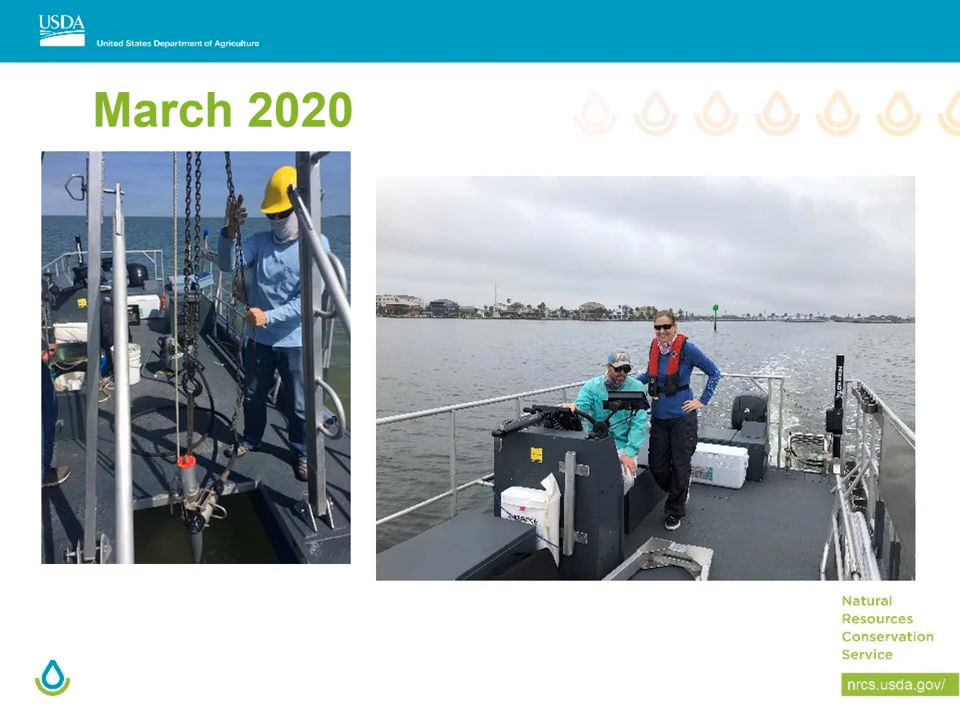 USDA
United States Department of Agriculture
March 2020
Natural
Resources
Conservation
Service
nrcs.usda.gov/